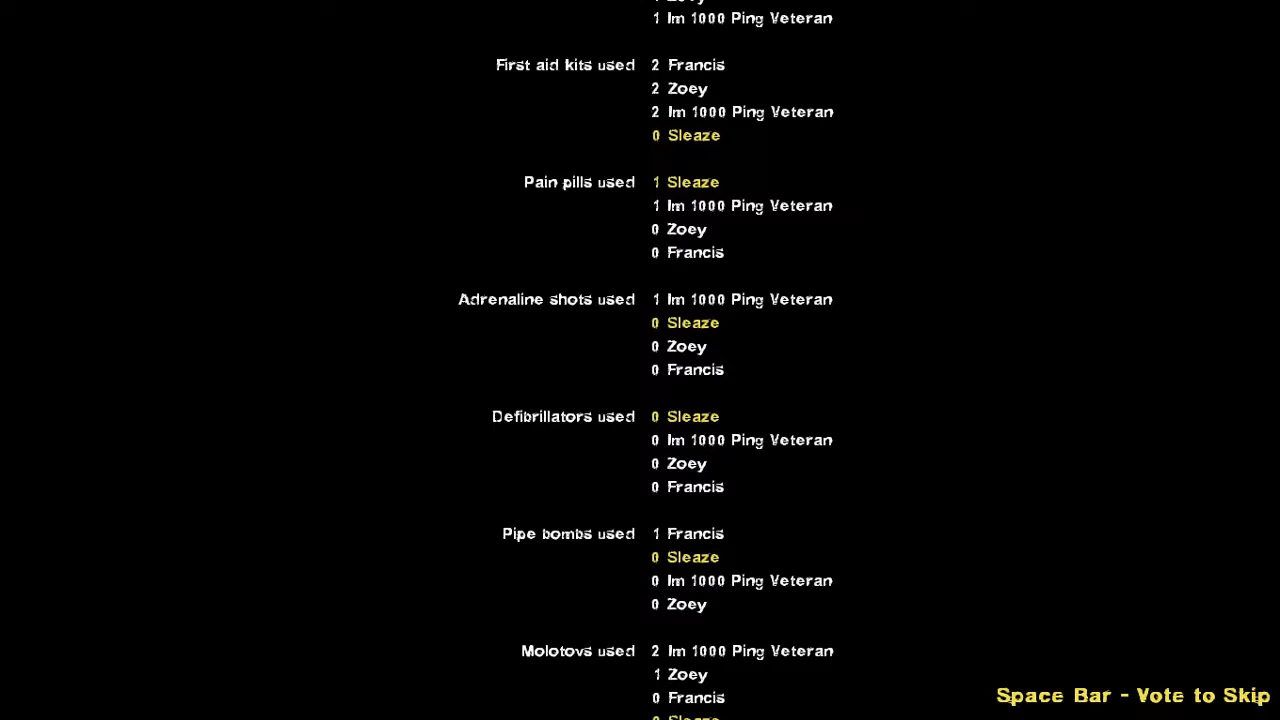 1 Im 1000 Ping Veteran
First aid kits used 2 Francis
2 Zoey
2 Im 1000 Ping Veteran
0 Sleaze
Pain pills used 1 Sleaze
1 Im 1000 Ping Veteran
0 Zoey
0 Francis
Adrenaline shots used 1 Im 1000 Ping Veteran
0 Sleaze
0 Zoey
0 Francis
Defibrillators used 0 Sleaze
0 Im 1000 Ping Veteran
0 Zoey
0 Francis
Pipe bombs used 1 Francis
0 Sleaze
0 Im 1000 Ping Veteran
0 Zoey
Molotovs used 2 Im 1000 Ping Veteran
1 Zoey
0 Francis
Space Bar - Vote to Skip